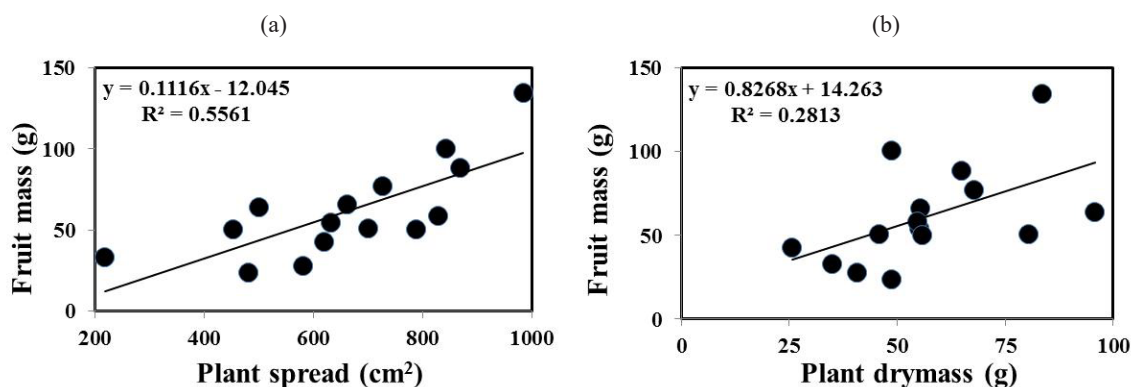 (a)
150
100
50
0
Fruit mass (g)
y = 0.1116x - 12.045
R² = 0.5561
200 400 600 800 1000
Plant spread (cm²)
(b)
150
100
50
0
Fruit mass (g)
y = 0.8268x + 14.263
R² = 0.2813
0 25 50 75 100
Plant drymass (g)